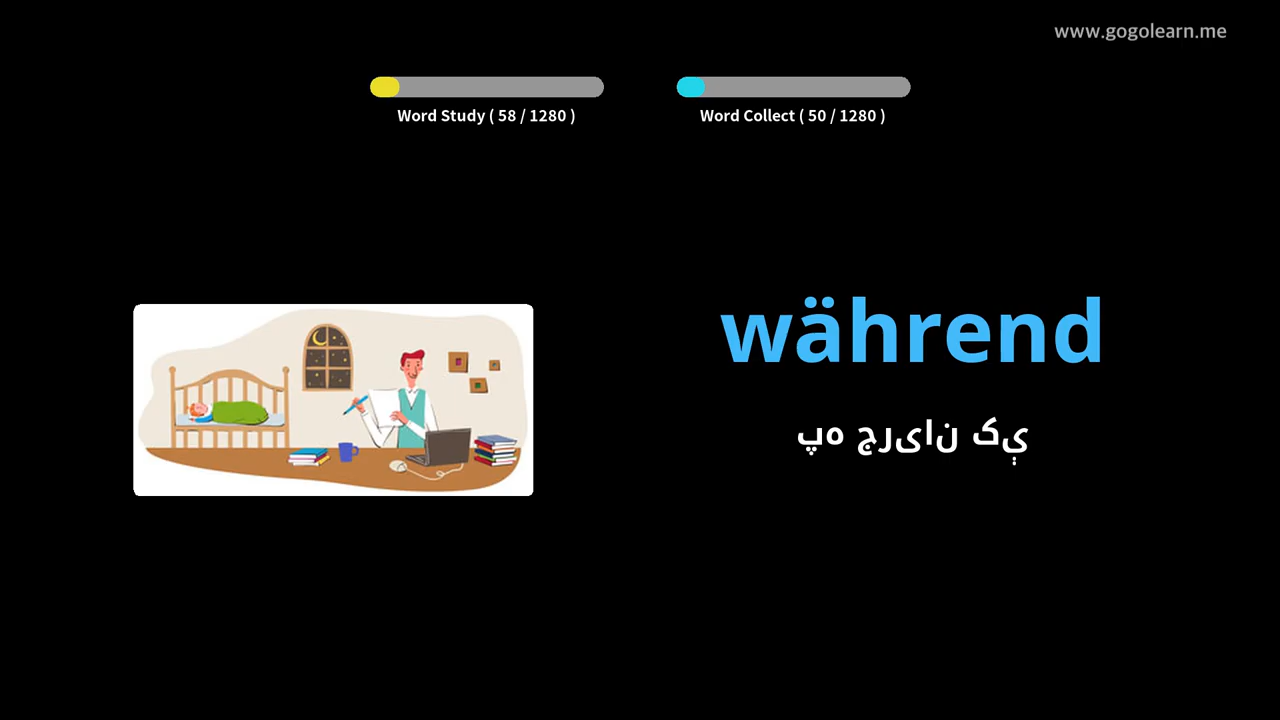 www.gogolearn.me
Word Study ( 58 / 1280 )
Word Collect ( 50 / 1280 )
während
په جریان کې